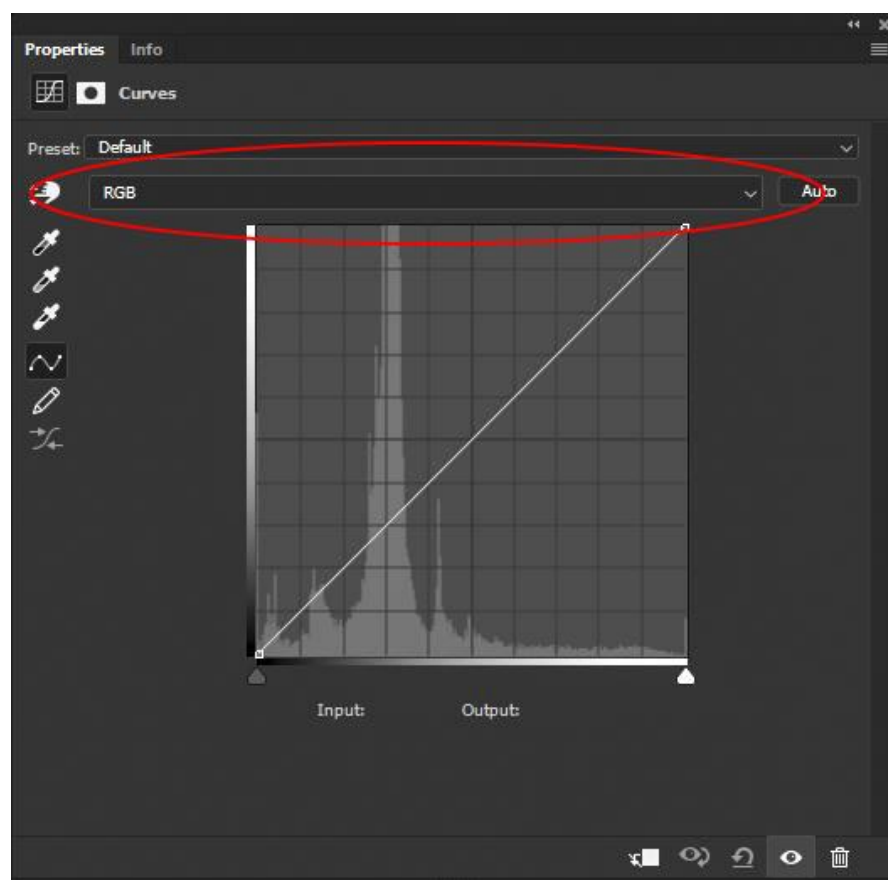 Properties Info
Curves
Preset: Default
RGB Auto
Input: Output: